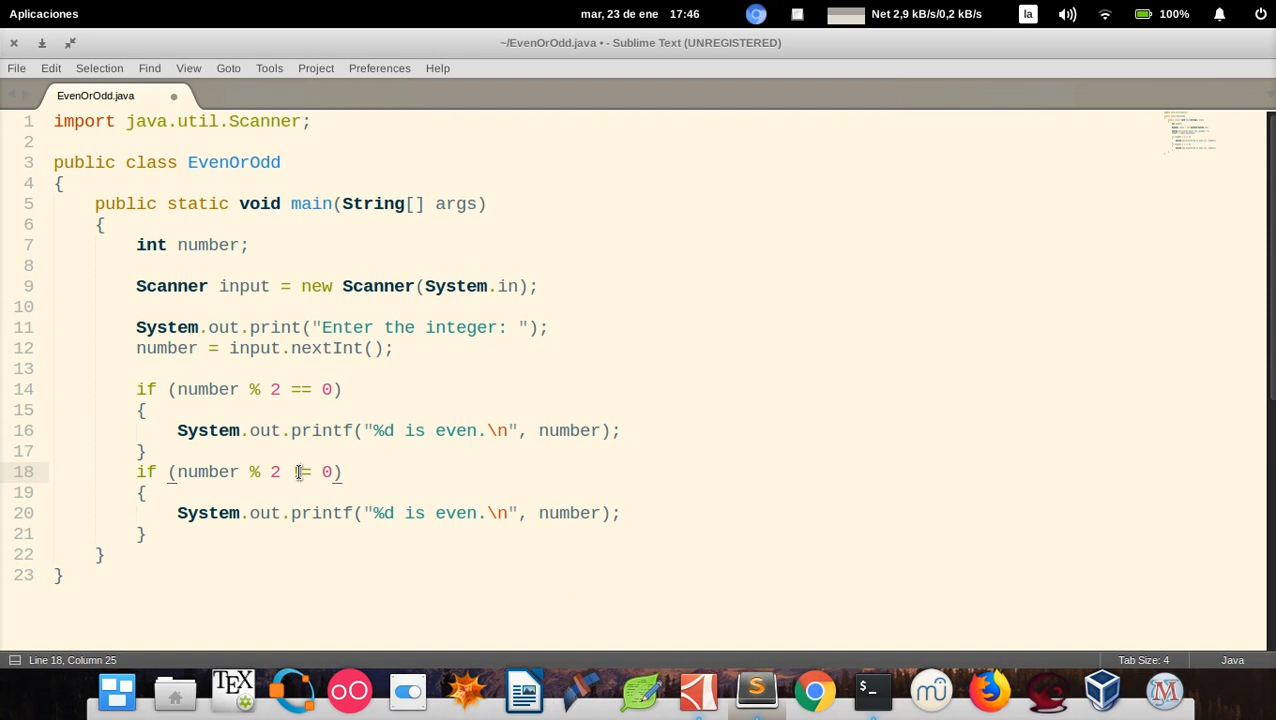 Aplicaciones
mar, 23 de ene 17:46
Net 2,9 kB/s/0,2 kB/s
la
100%
~/EvenOrOdd.java • - Sublime Text (UNREGISTERED)
File Edit Selection Find View Goto Tools Project Preferences Help
EvenOrOdd.java
1 import java.util.Scanner;
2
3 public class EvenOrOdd
4 {
5 public static void main(String[] args)
6 {
7 int number;
8
9 Scanner input = new Scanner(System.in);
10
11 System.out.print("Enter the integer: ");
12 number = input.nextInt();
13
14 if (number % 2 == 0)
15 {
16 System.out.printf("%d is even.\n", number);
17 }
18 if (number % 2 != 0)
19 {
20 System.out.printf("%d is even.\n", number);
21 }
22 }
23 }
Line 18, Column 25
Tab Size: 4
Java
TEX
S
>_
mu
M